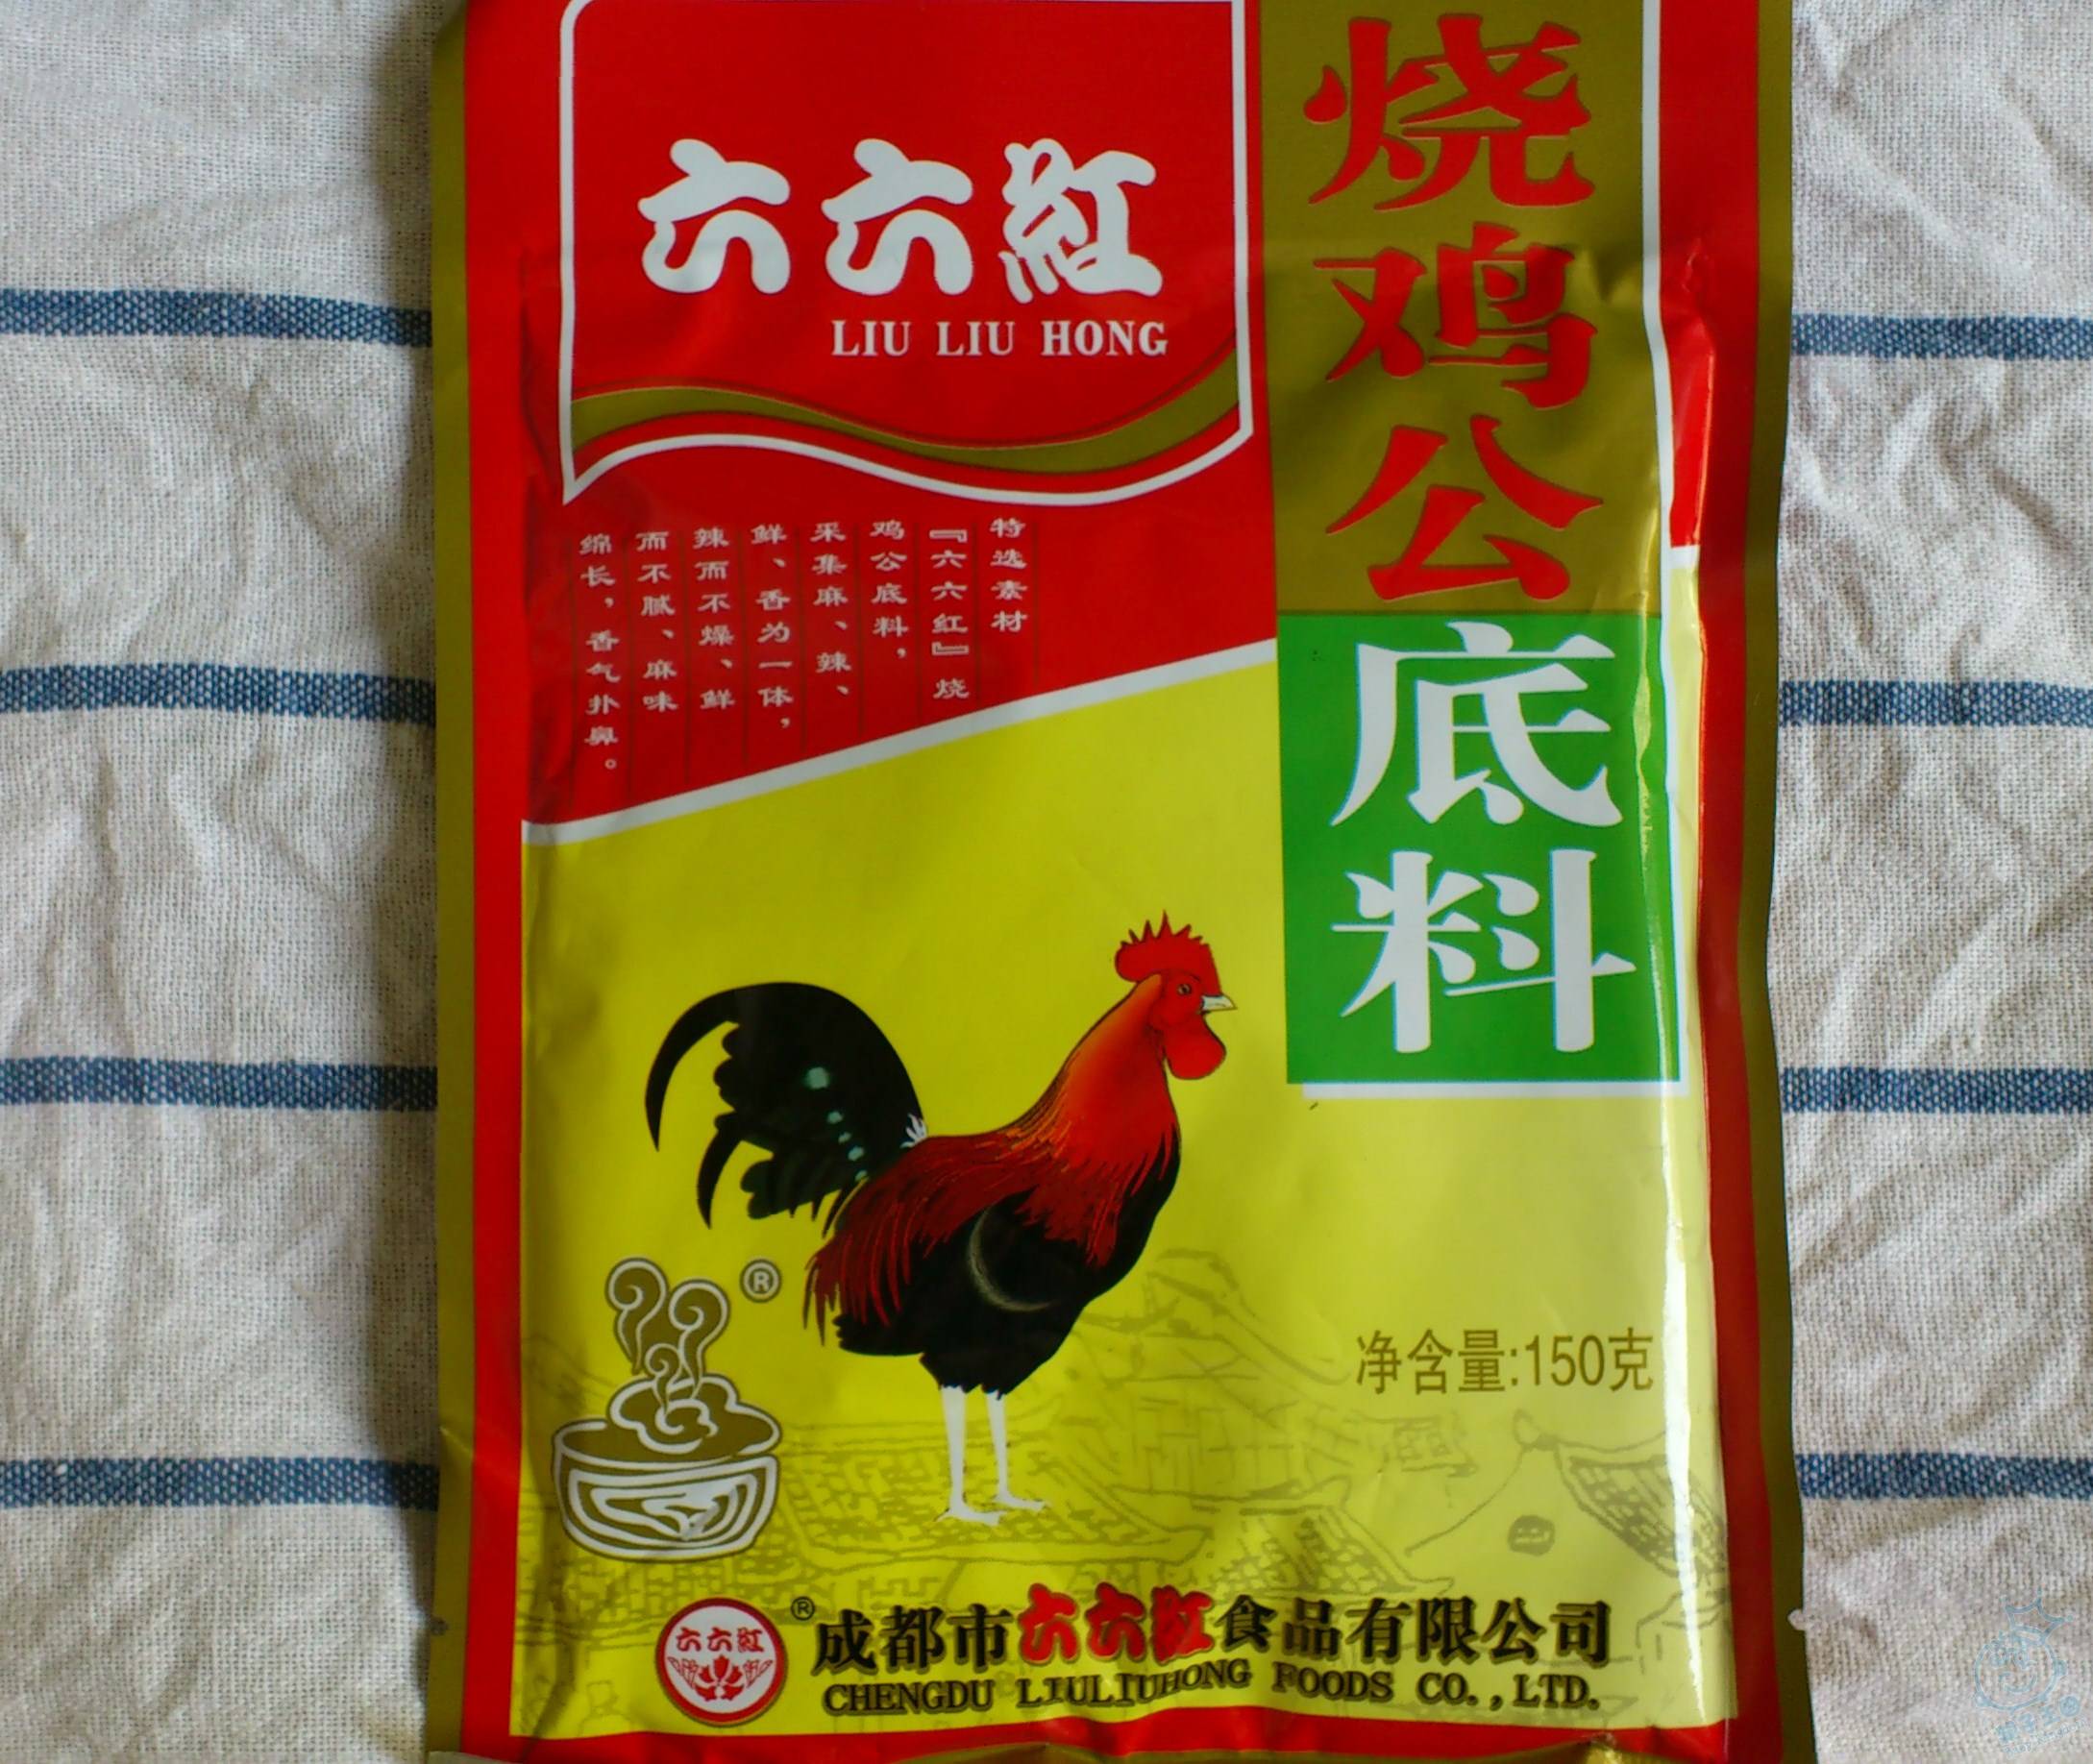 六六紅
LIU LIU HONG
烧鸡公
底料
特选素材
『六六红』烧
鸡公底料，
采集麻、辣、
鲜、香为一体，
辣而不燥、鲜
而不腻、麻味
绵长，香气扑鼻。
®
净含量:150克
六六紅
®
成都市六六紅食品有限公司
CHENGDU LIULIUHONG FOODS CO.,LTD.